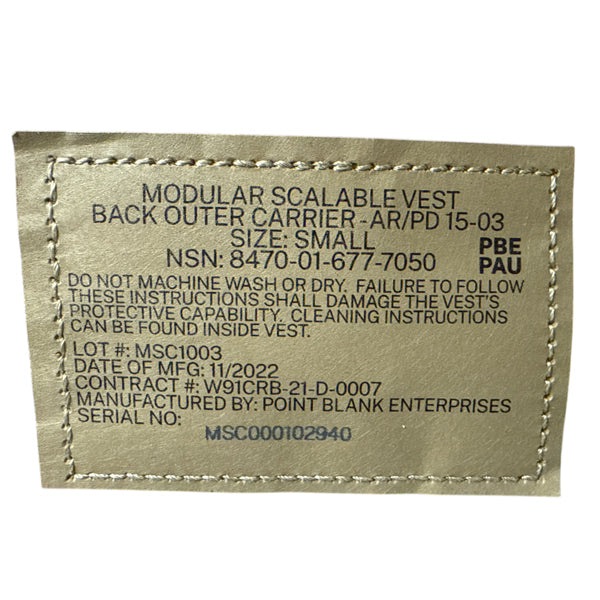 MODULAR SCALABLE VEST
BACK OUTER CARRIER -AR/PD 15-03
SIZE: SMALL
NSN: 8470-01-677-7050
PBE
PAU
DO NOT MACHINE WASH OR DRY. FAILURE TO FOLLOW
THESE INSTRUCTIONS SHALL DAMAGE THE VEST'S
PROTECTIVE CAPABILITY. CLEANING INSTRUCTIONS
CAN BE FOUND INSIDE VEST.
LOT #: MSC1003
DATE OF MFG: 11/2022
CONTRACT #: W91CRB-21-D-0007
MANUFACTURED BY: POINT BLANK ENTERPRISES
SERIAL NO:
MSC000102940